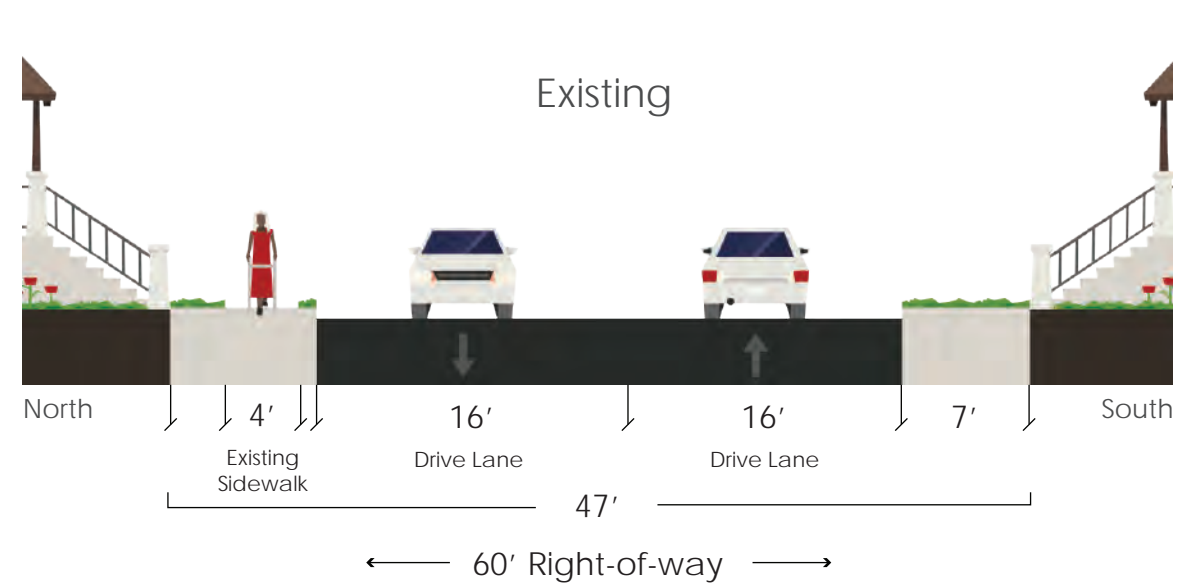 Existing
North
4' 16' 16' 7'
South
Existing
Sidewalk
Drive Lane
Drive Lane
47'
60' Right-of-way